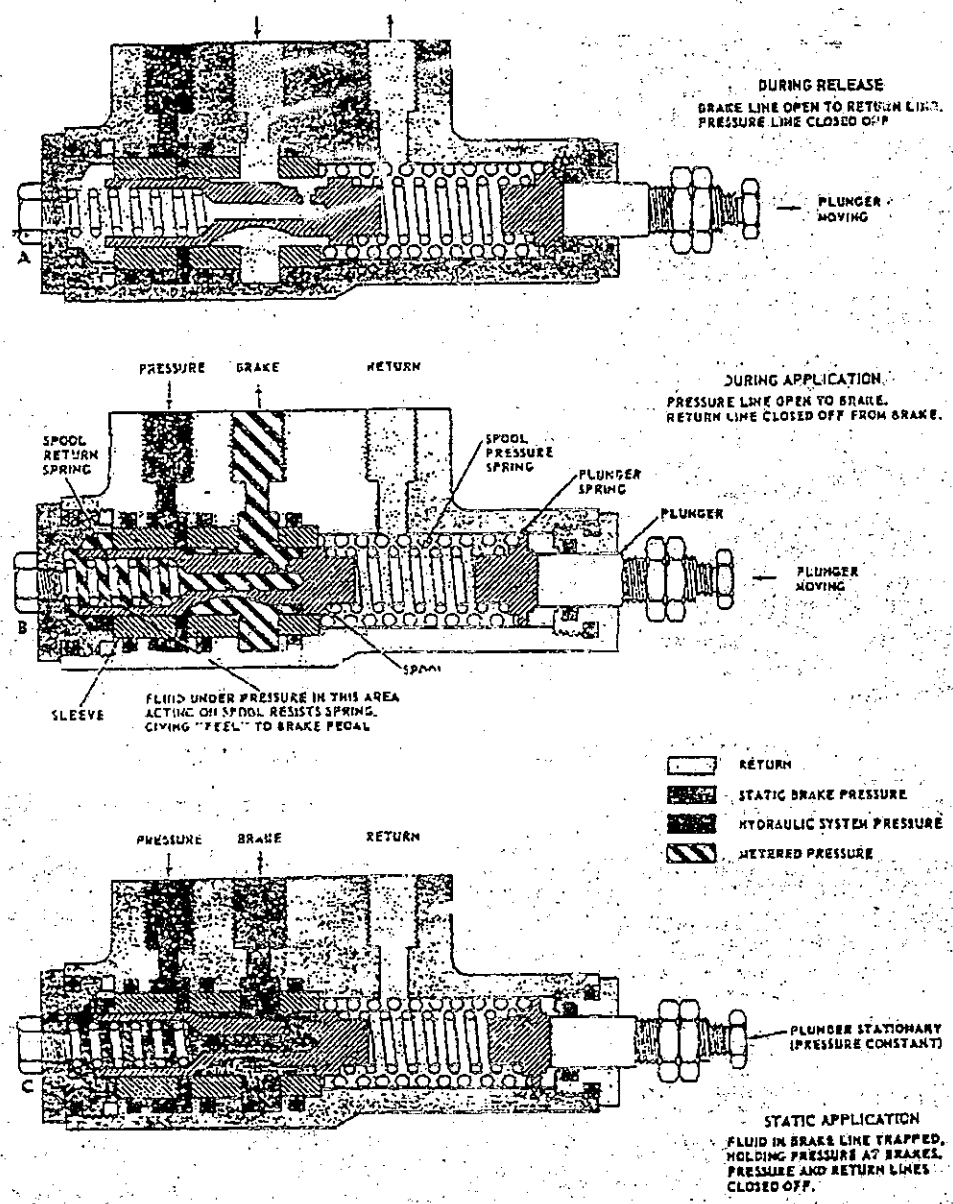 DURING RELEASE
BRAKE LINE OPEN TO RETURN LINE.
PRESSURE LINE CLOSED OFF
PLUNGER
MOVING
A
PRESSURE BRAKE RETURN
DURING APPLICATION
PRESSURE LINE OPEN TO BRAKE.
RETURN LINE CLOSED OFF FROM BRAKE.
SPOOL
RETURN
SPRING
SPOOL
PRESSURE
SPRING
PLUNGER
SPRING
PLUNGER
PLUNGER
MOVING
B
SPOOL
SLEEVE
FLUID UNDER PRESSURE IN THIS AREA
ACTING ON SPOOL RESISTS SPRING,
GIVING "FEEL" TO BRAKE PEDAL
RETURN
STATIC BRAKE PRESSURE
HYDRAULIC SYSTEM PRESSURE
METERED PRESSURE
PRESSURE BRAKE RETURN
PLUNGER STATIONARY
(PRESSURE CONSTANT)
C
STATIC APPLICATION
FLUID IN BRAKE LINE TRAPPED,
HOLDING PRESSURE AT BRAKES.
PRESSURE AND RETURN LINES
CLOSED OFF.